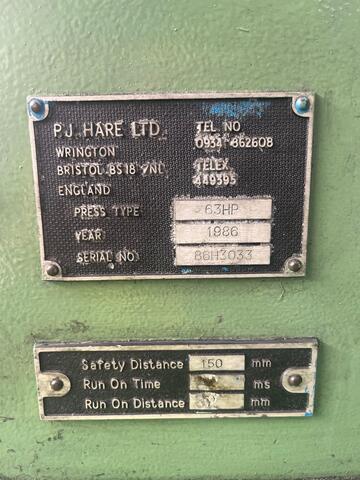 P.J. HARE LTD.
WRINGTON
BRISTOL BS18 7NL
ENGLAND
TEL NO
0934 862608
TELEX
449395
PRESS TYPE 63HP
YEAR 1986
SERIAL NO. 86H3033
Safety Distance 150 mm
Run On Time ms
Run On Distance mm